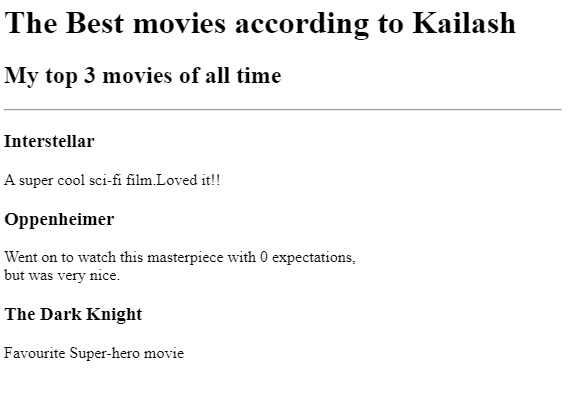 The Best movies according to Kailash
My top 3 movies of all time
Interstellar
A super cool sci-fi film.Loved it!!
Oppenheimer
Went on to watch this masterpiece with 0 expectations,
but was very nice.
The Dark Knight
Favourite Super-hero movie